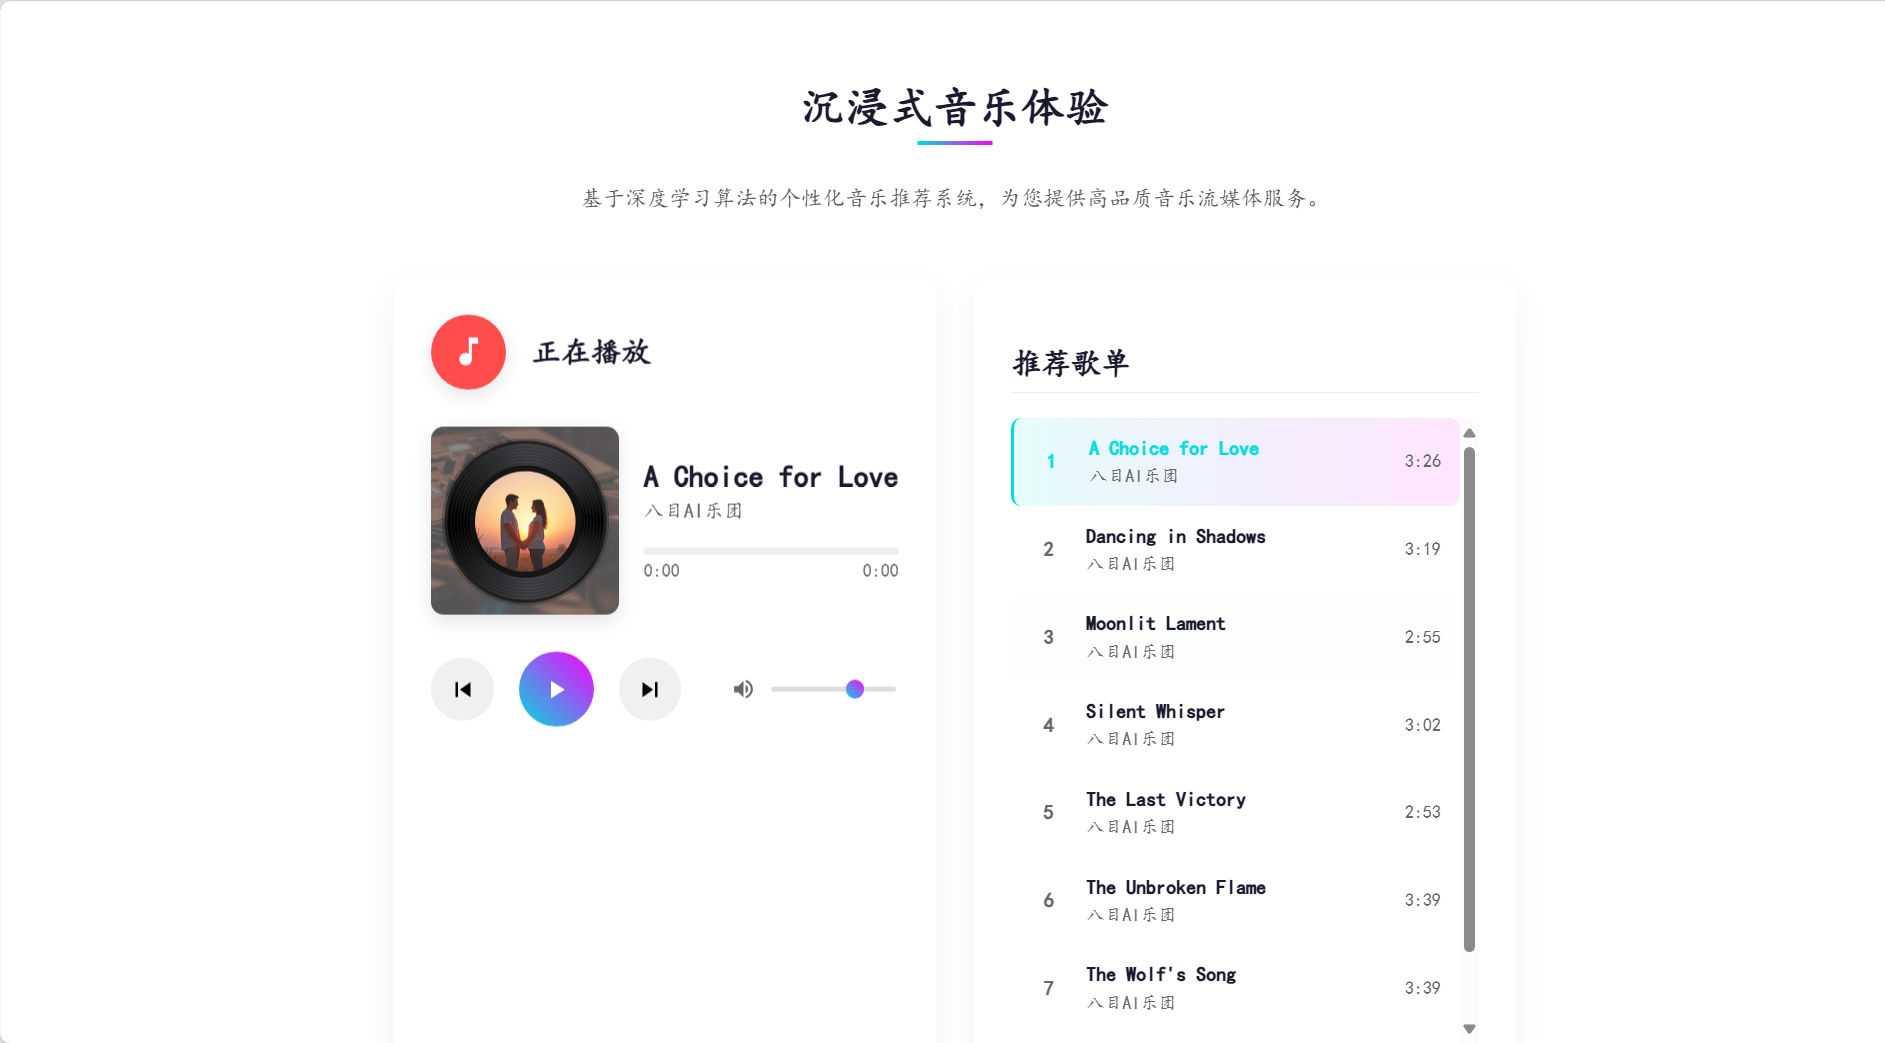 沉浸式音乐体验
基于深度学习算法的个性化音乐推荐系统，为您提供高品质音乐流媒体服务。
正在播放
A Choice for Love
八目AI乐团
0:00 0:00
推荐歌单
1 A Choice for Love 3:26
八目AI乐团
2 Dancing in Shadows 3:19
八目AI乐团
3 Moonlit Lament 2:55
八目AI乐团
4 Silent Whisper 3:02
八目AI乐团
5 The Last Victory 2:53
八目AI乐团
6 The Unbroken Flame 3:39
八目AI乐团
7 The Wolf's Song 3:39
八目AI乐团